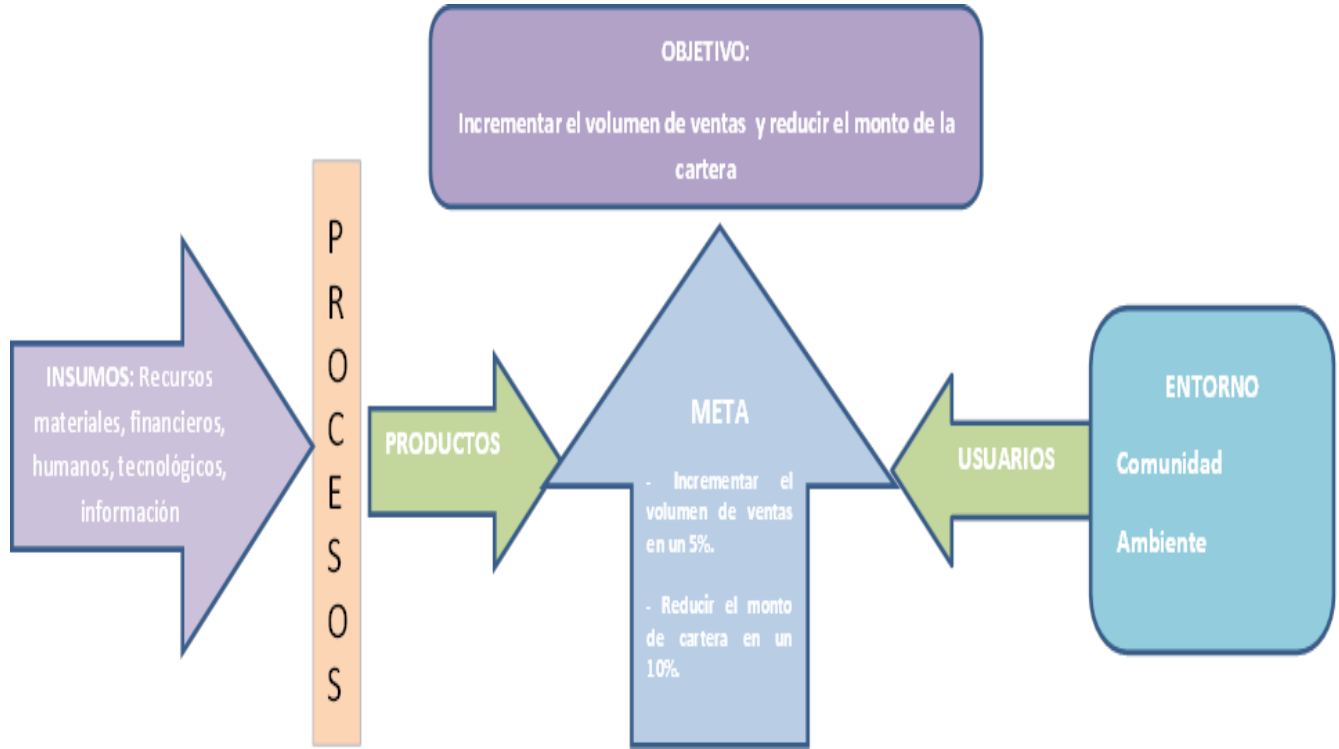 OBJETIVO:
Incrementar el volumen de ventas y reducir el monto de la
cartera
INSUMOS: Recursos
materiales, financieros,
humanos, tecnológicos,
información
PROCESOS
PRODUCTOS
META
- Incrementar el
volumen de ventas
en un 5%.
- Reducir el monto
de cartera en un
10%.
USUARIOS
ENTORNO
Comunidad
Ambiente